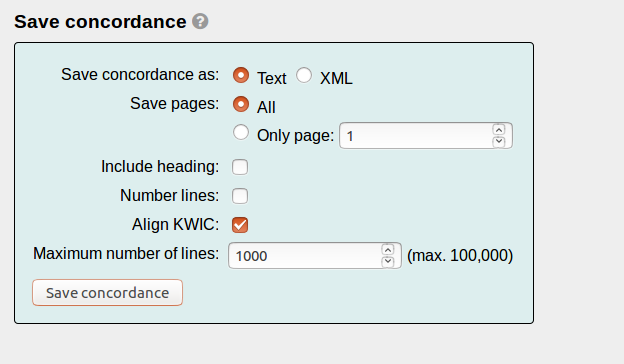 Save concordance ?
Save concordance as: Text XML
Save pages: All
Only page: 1
Include heading:
Number lines:
Align KWIC:
Maximum number of lines: 1000 (max. 100,000)
Save concordance